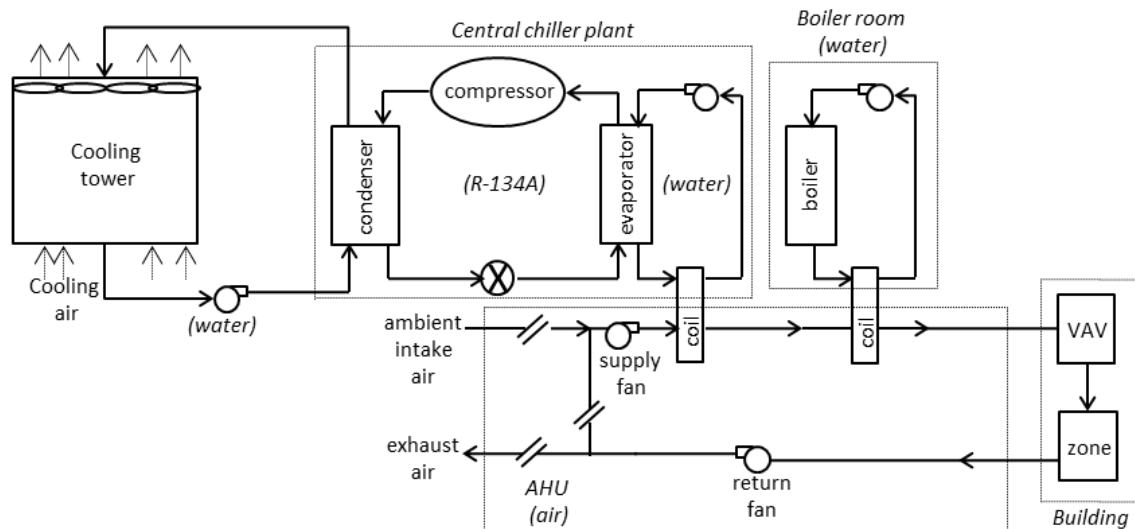 Central chiller plant
Boiler room
(water)
compressor
Cooling
tower
condenser
(R-134A)
evaporator
(water)
boiler
Cooling
air
(water)
ambient
intake
air
supply
fan
coil
coil
VAV
zone
exhaust
air
AHU
(air)
return
fan
Building